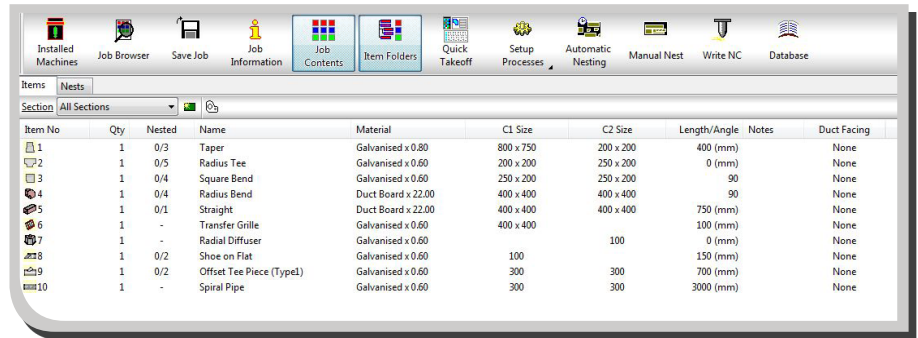 Installed Machines Job Browser Save Job Job Information Job Contents Item Folders Quick Takeoff Setup Processes Automatic Nesting Manual Nest Write NC Database
Items Nests
Section All Sections
Item No Qty Nested Name Material C1 Size C2 Size Length/Angle Notes Duct Facing
1 1 0/3 Taper Galvanised x 0.80 800 x 750 200 x 200 400 (mm) None
2 1 0/5 Radius Tee Galvanised x 0.60 200 x 200 250 x 200 0 (mm) None
3 1 0/4 Square Bend Galvanised x 0.60 250 x 200 250 x 200 90 None
4 1 0/4 Radius Bend Duct Board x 22.00 400 x 400 400 x 400 90 None
5 1 0/1 Straight Duct Board x 22.00 400 x 400 400 x 400 750 (mm) None
6 1 - Transfer Grille Galvanised x 0.60 400 x 400 100 (mm) None
7 1 - Radial Diffuser Galvanised x 0.60 100 0 (mm) None
8 1 0/2 Shoe on Flat Galvanised x 0.60 100 150 (mm) None
9 1 0/2 Offset Tee Piece (Type1) Galvanised x 0.60 300 300 700 (mm) None
10 1 - Spiral Pipe Galvanised x 0.60 300 300 3000 (mm) None